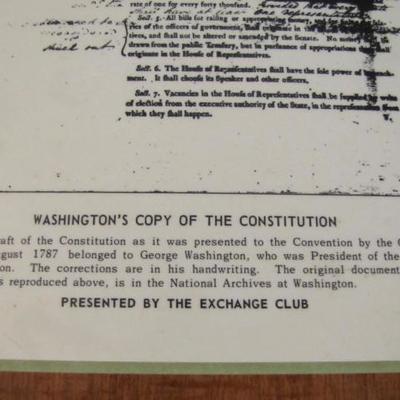 rate of one for every forty thousand.
Sect. 5. All bills for raising or appropriating money, and for fixing the salaries
of the officers of government, shall originate in the House of Representa-
tives, and shall not be altered or amended by the Senate. No money shall be
drawn from the public Treasury, but in pursuance of appropriations that shall
originate in the House of Representatives.
Sect. 6. The House of Representatives shall have the sole power of impeach-
ment. It shall choose its Speaker and other officers.
Sect. 7. Vacancies in the House of Representatives shall be supplied by writs
of election from the executive authority of the State, in the representation from
which they shall happen.
V.
WASHINGTON'S COPY OF THE CONSTITUTION
aft of the Constitution as it was presented to the Convention by the C
ugust 1787 belonged to George Washington, who was President of the
on. The corrections are in his handwriting. The original document
s reproduced above, is in the National Archives at Washington.
PRESENTED BY THE EXCHANGE CLUB